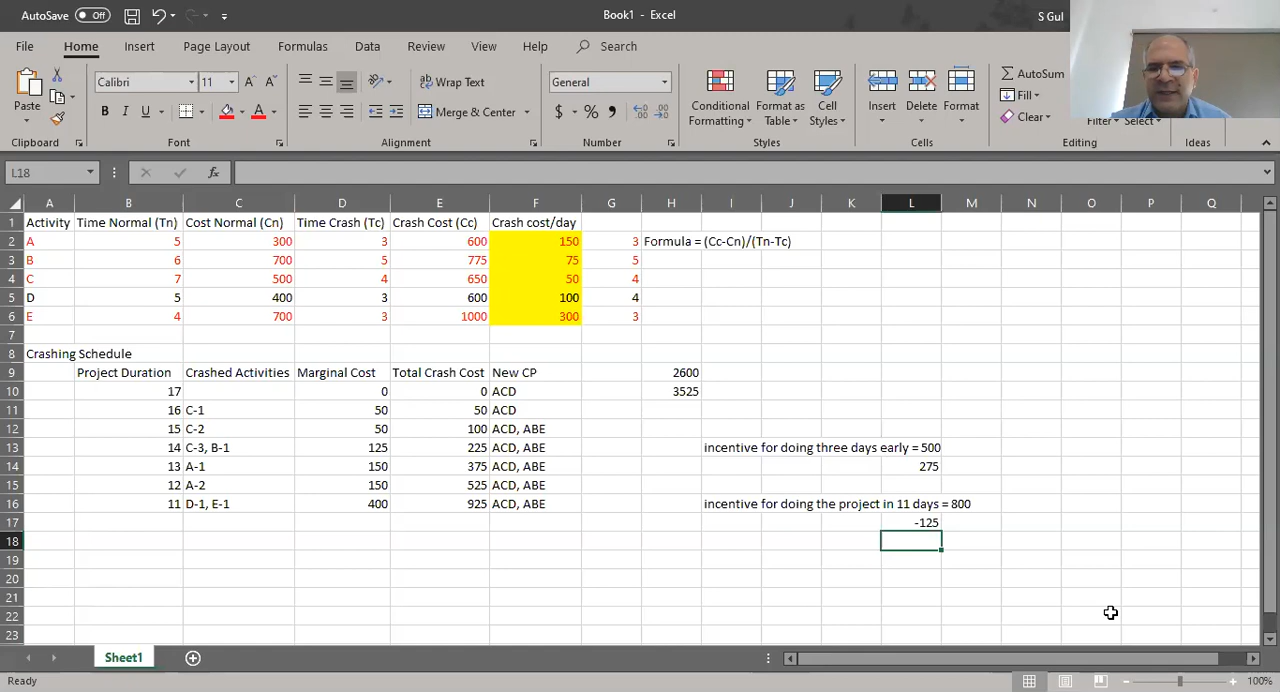 AutoSave Off Book1 - Excel S Gul
File Home Insert Page Layout Formulas Data Review View Help Search
Paste Calibri 11 A A Wrap Text General Conditional Formatting Format as Table Cell Styles Insert Delete Format AutoSum
B I U A Merge & Center $ % , Fill
Clear Filter Select
Clipboard Font Alignment Number Styles Cells Editing Ideas
L18 fx
A B C D E F G H I J K L M N O P Q
1 Activity Time Normal (Tn) Cost Normal (Cn) Time Crash (Tc) Crash Cost (Cc) Crash cost/day
2 A 5 300 3 600 150 3 Formula = (Cc-Cn)/(Tn-Tc)
3 B 6 700 5 775 75 5
4 C 7 500 4 650 50 4
5 D 5 400 3 600 100 4
6 E 4 700 3 1000 300 3
7
8 Crashing Schedule
9 Project Duration Crashed Activities Marginal Cost Total Crash Cost New CP 2600
10 17 0 0 ACD 3525
11 16 C-1 50 50 ACD
12 15 C-2 50 100 ACD, ABE
13 14 C-3, B-1 125 225 ACD, ABE incentive for doing three days early = 500
14 13 A-1 150 375 ACD, ABE 275
15 12 A-2 150 525 ACD, ABE
16 11 D-1, E-1 400 925 ACD, ABE incentive for doing the project in 11 days = 800
17 -125
18
19
20
21
22
23
Sheet1
Ready 100%